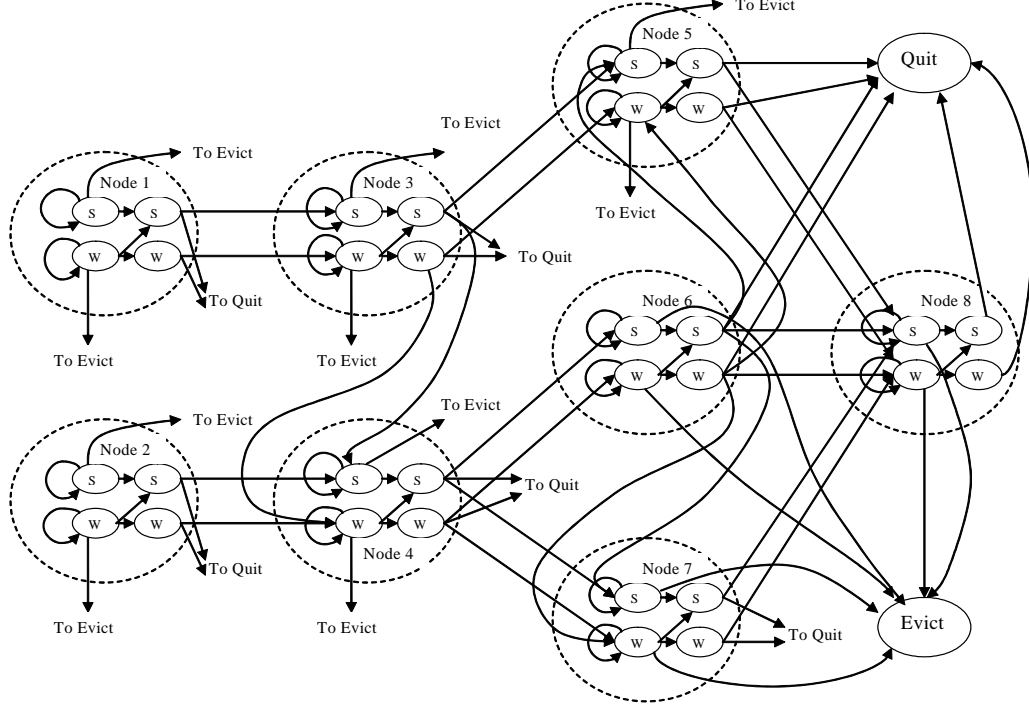 To Evict
Node 5
S
S
W
W
To Evict
Quit
To Evict
To Evict
Node 1
S
S
W
W
To Quit
To Evict
Node 3
S
S
W
W
To Quit
To Evict
Node 6
S
S
W
W
Node 8
S
S
W
W
To Evict
Node 2
S
S
W
W
To Quit
To Evict
To Evict
S
S
W
W
Node 4
To Quit
To Evict
Node 7
S
S
W
W
To Quit
Evict